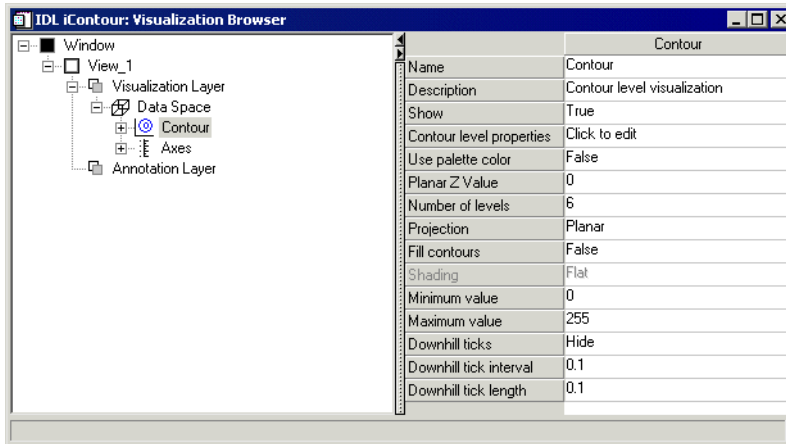 IDL iContour: Visualization Browser
Window
View_1
Visualization Layer
Data Space
Contour
Axes
Annotation Layer
Contour
Name Contour
Description Contour level visualization
Show True
Contour level properties Click to edit
Use palette color False
Planar Z Value 0
Number of levels 6
Projection Planar
Fill contours False
Shading Flat
Minimum value 0
Maximum value 255
Downhill ticks Hide
Downhill tick interval 0.1
Downhill tick length 0.1